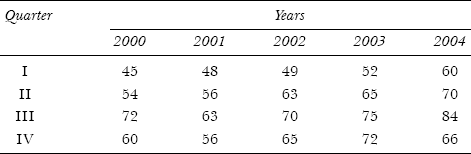 Quarter Years
2000 2001 2002 2003 2004
I 45 48 49 52 60
II 54 56 63 65 70
III 72 63 70 75 84
IV 60 56 65 72 66